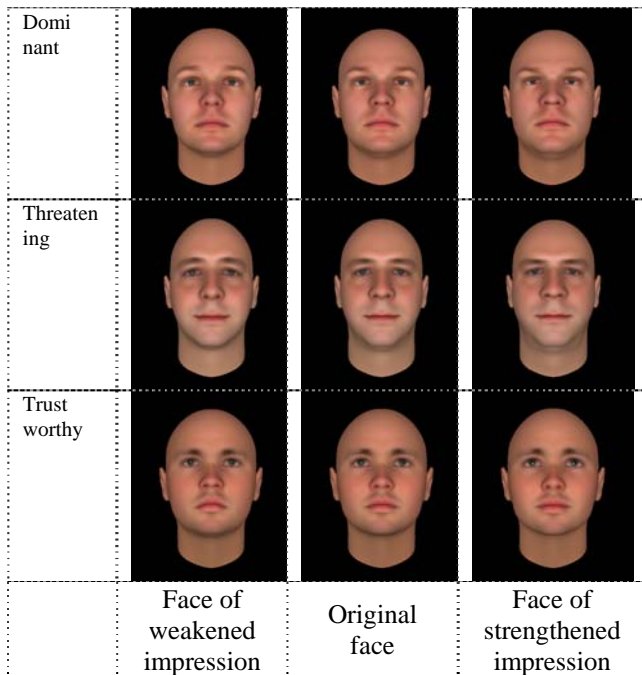 Domi
nant
Threaten
ing
Trust
worthy
Face of
weakened
impression
Original
face
Face of
strengthened
impression